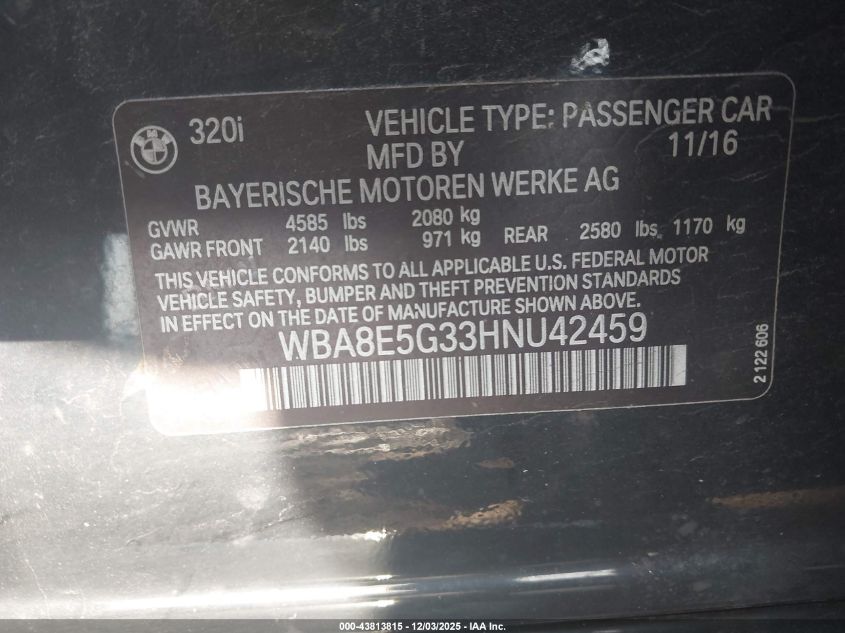 320i VEHICLE TYPE: PASSENGER CAR
MFD BY 11/16
BAYERISCHE MOTOREN WERKE AG
GVWR 4585 lbs 2080 kg
GAWR FRONT 2140 lbs 971 kg REAR 2580 lbs, 1170 kg
THIS VEHICLE CONFORMS TO ALL APPLICABLE U.S. FEDERAL MOTOR
VEHICLE SAFETY, BUMPER AND THEFT PREVENTION STANDARDS
IN EFFECT ON THE DATE OF MANUFACTURE SHOWN ABOVE.
WBA8E5G33HNU42459
2 122 606
000-43813815 - 12/03/2025 - IAA Inc.